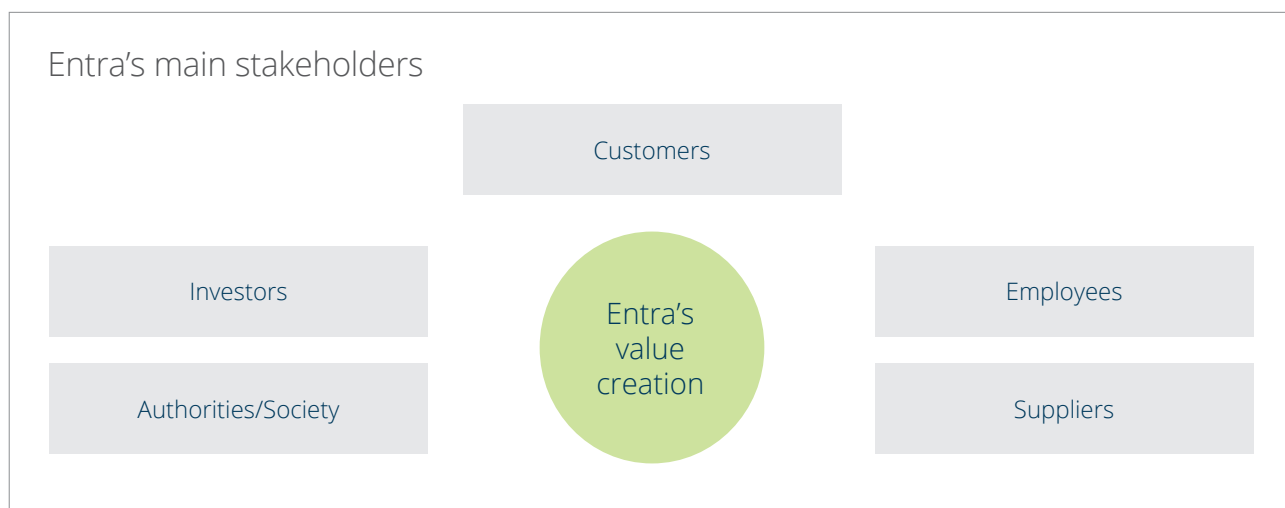 Entra’s main stakeholders
Customers
Investors
Employees
Entra’s
value
creation
Authorities/Society
Suppliers